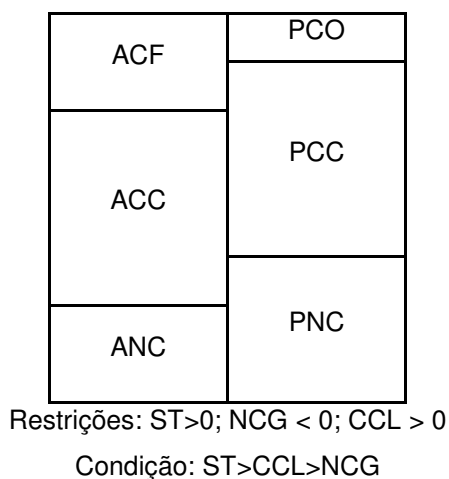 ACF
PCO
ACC
PCC
ANC
PNC
Restrições: ST>0; NCG < 0; CCL > 0
Condição: ST>CCL>NCG